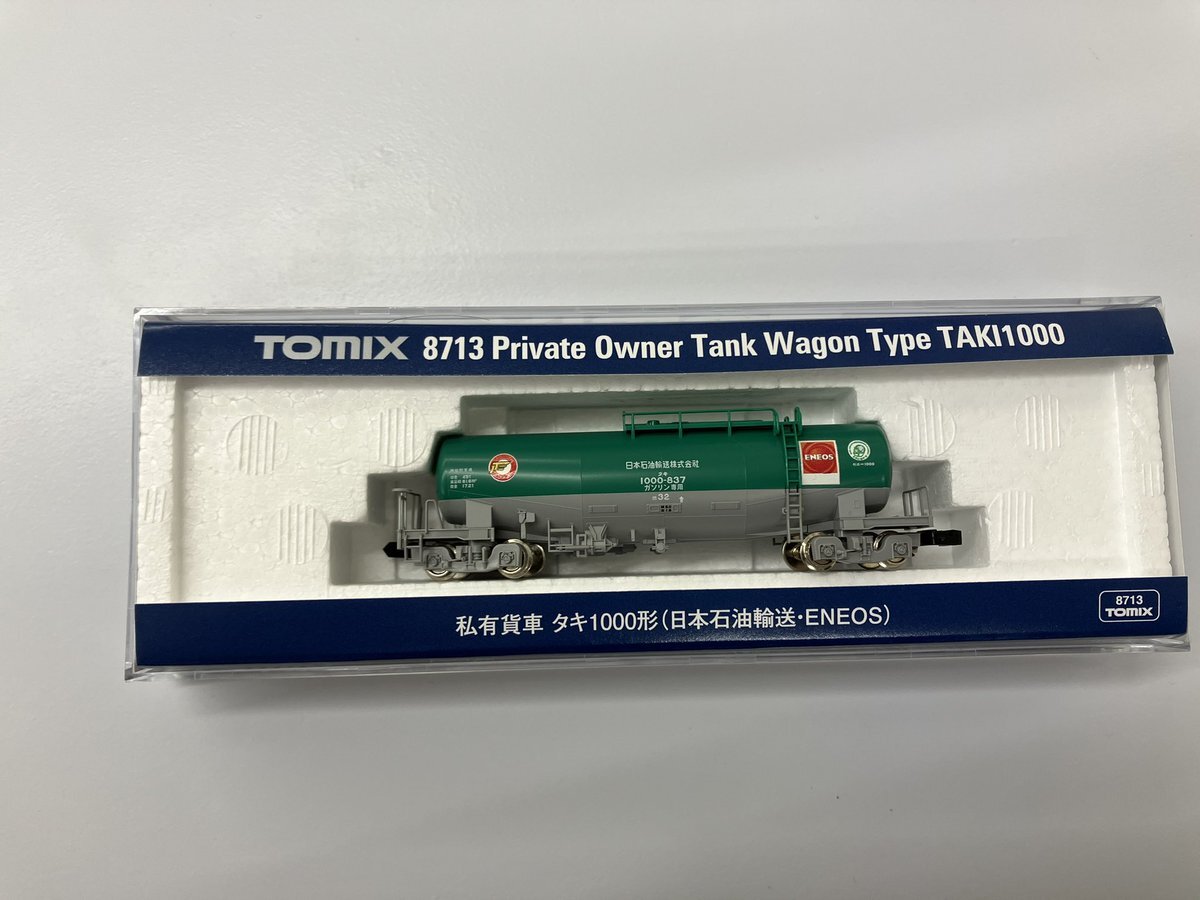 TOMIX 8713 Private Owner Tank Wagon Type TAKI1000
日本石油輸送株式会社
タキ
1000-837
ガソリン専用
32
ENEOS
私有貨車 タキ1000形(日本石油輸送・ENEOS)
8713
TOMIX